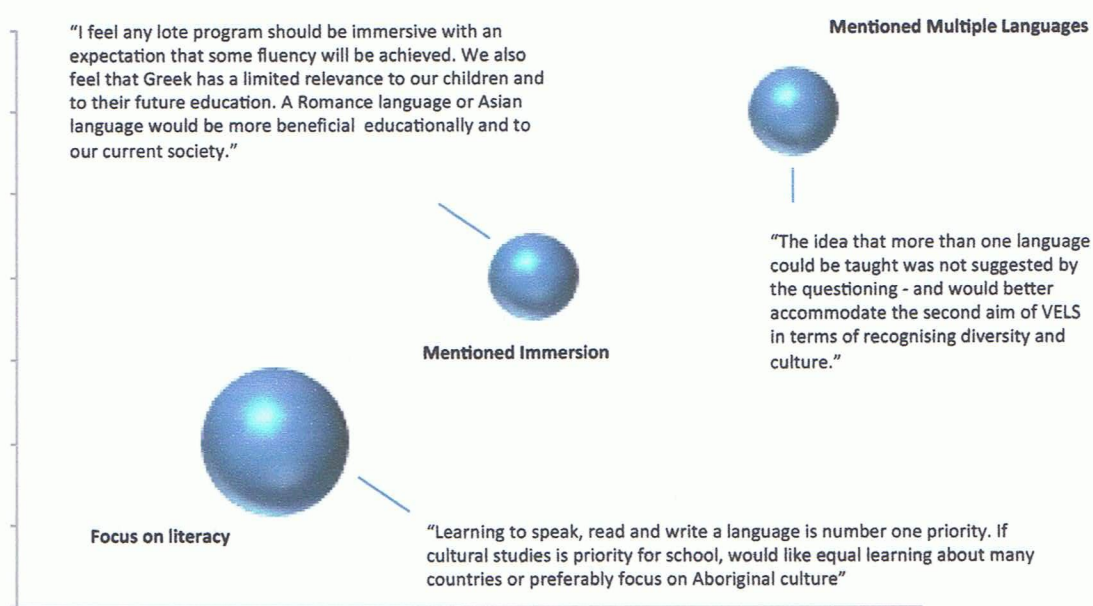 "I feel any lote program should be immersive with an
expectation that some fluency will be achieved. We also
feel that Greek has a limited relevance to our children and
to their future education. A Romance language or Asian
language would be more beneficial educationally and to
our current society."
Mentioned Multiple Languages
"The idea that more than one language
could be taught was not suggested by
the questioning - and would better
accommodate the second aim of VELS
in terms of recognising diversity and
culture."
Mentioned Immersion
Focus on literacy
"Learning to speak, read and write a language is number one priority. If
cultural studies is priority for school, would like equal learning about many
countries or preferably focus on Aboriginal culture"